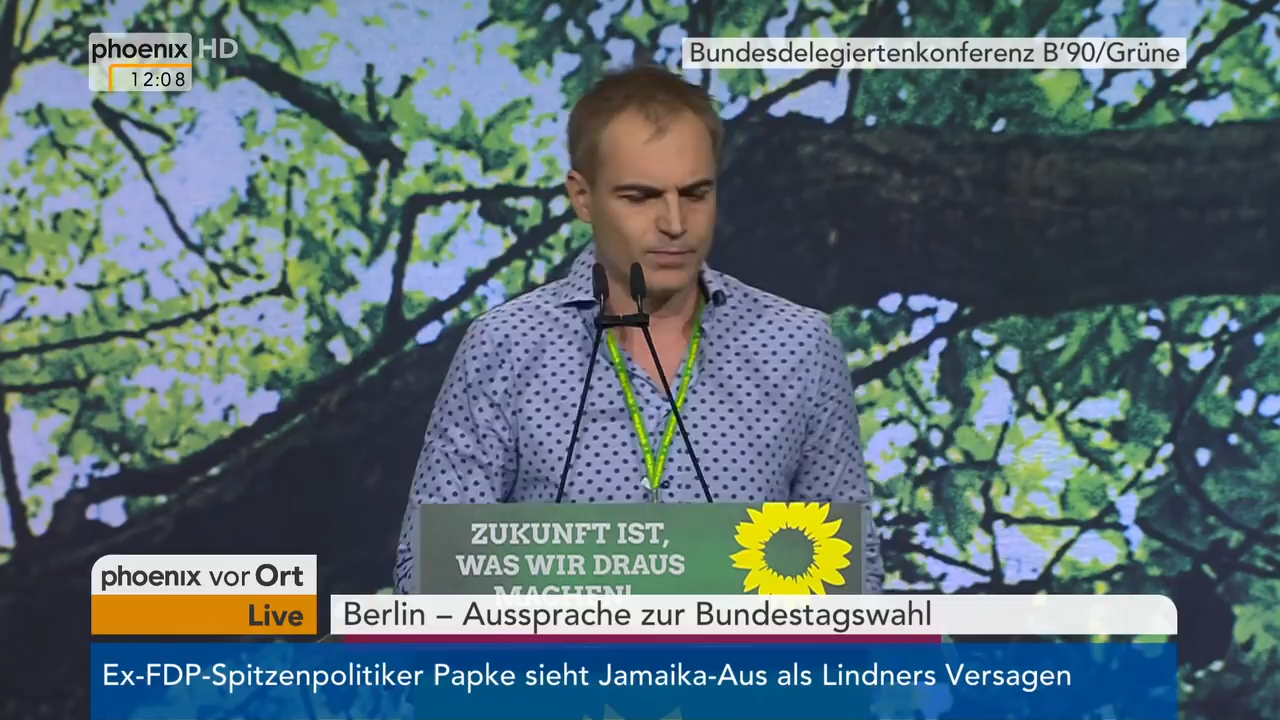 phoenix HD
12:08
Bundesdelegiertenkonferenz B'90/Grüne
ZUKUNFT IST,
WAS WIR DRAUS
MACHEN!
phoenix vor Ort
Live
Berlin – Aussprache zur Bundestagswahl
Ex-FDP-Spitzenpolitiker Papke sieht Jamaika-Aus als Lindners Versagen